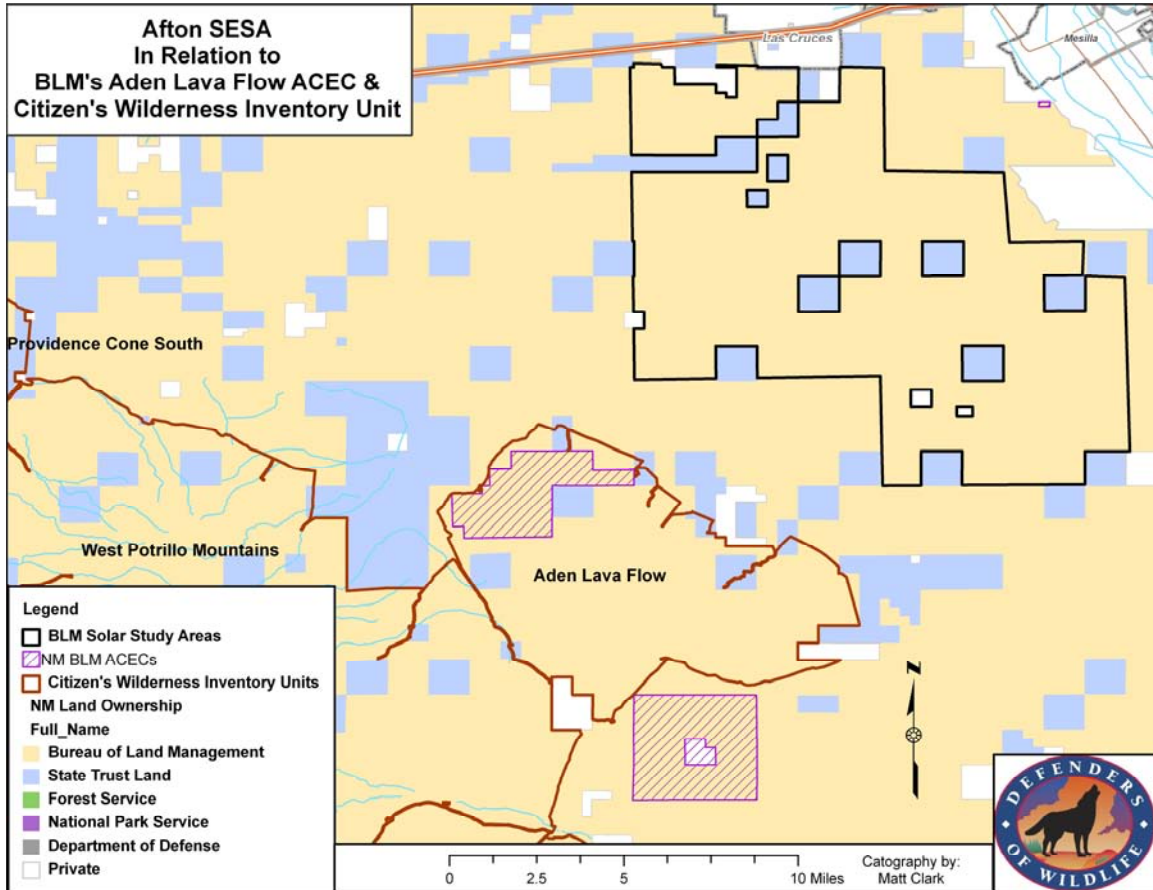 Afton SESA
In Relation to
BLM's Aden Lava Flow ACEC &
Citizen's Wilderness Inventory Unit
Las Cruces
Mesilla
Providence Cone South
West Potrillo Mountains
Aden Lava Flow
Legend
BLM Solar Study Areas
NM BLM ACECs
Citizen's Wilderness Inventory Units
NM Land Ownership
Full_Name
Bureau of Land Management
State Trust Land
Forest Service
National Park Service
Department of Defense
Private
N
0 2.5 5 10 Miles
Catography by:
Matt Clark
DEFENDERS
OF WILDLIFE